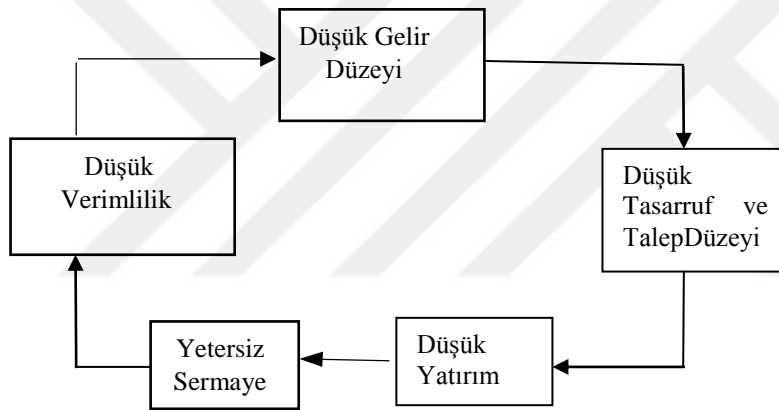 Düşük Gelir
Düzeyi
Düşük
Verimlilik
Düşük
Tasarruf ve
TalepDüzeyi
Yetersiz
Sermaye
Düşük
Yatırım